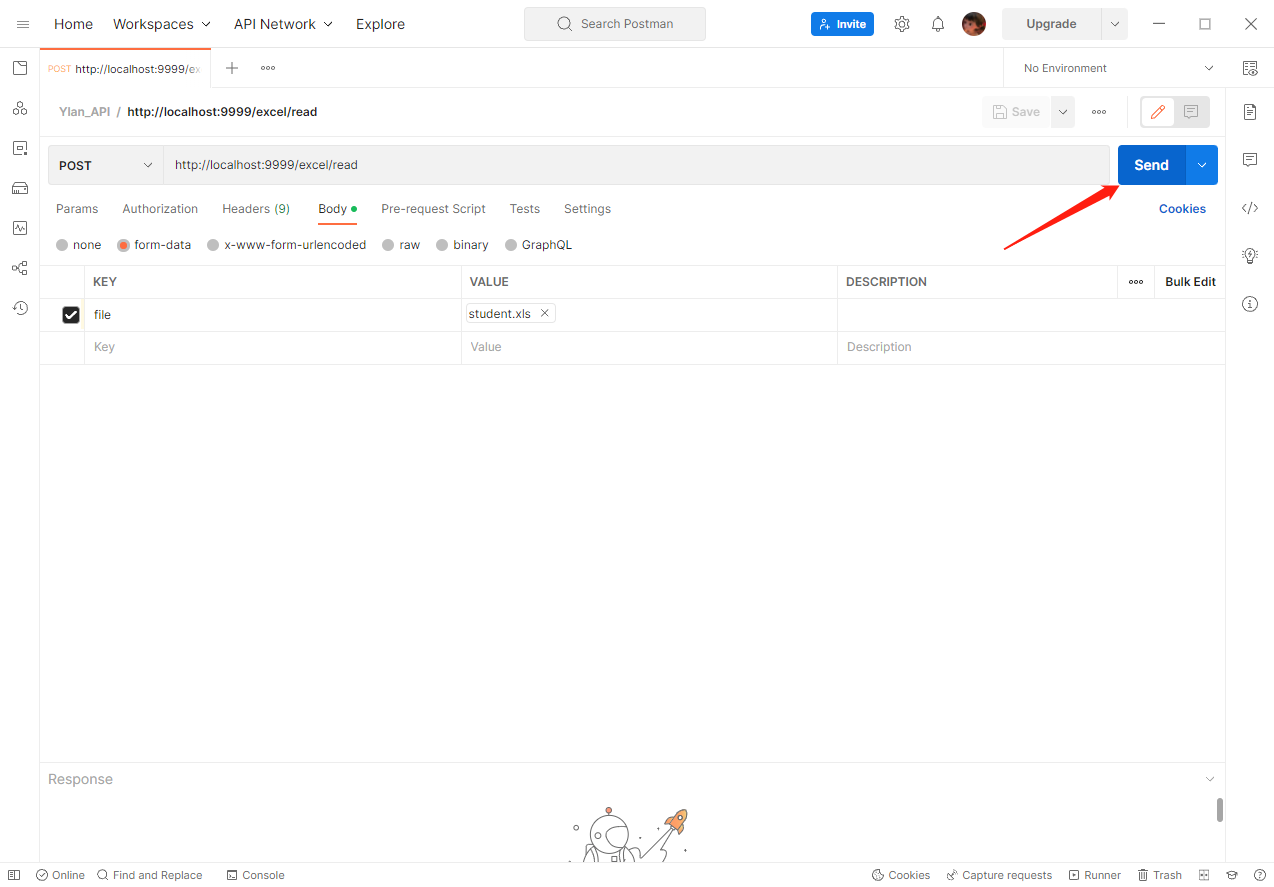 Home Workspaces API Network Explore Search Postman Invite Upgrade
POST http://localhost:9999/ex No Environment
Ylan_API / http://localhost:9999/excel/read Save
POST http://localhost:9999/excel/read Send
Params Authorization Headers (9) Body Pre-request Script Tests Settings Cookies
none form-data x-www-form-urlencoded raw binary GraphQL
KEY VALUE DESCRIPTION Bulk Edit
file student.xls
Key Value Description
Response
Online Find and Replace Console Cookies Capture requests Runner Trash